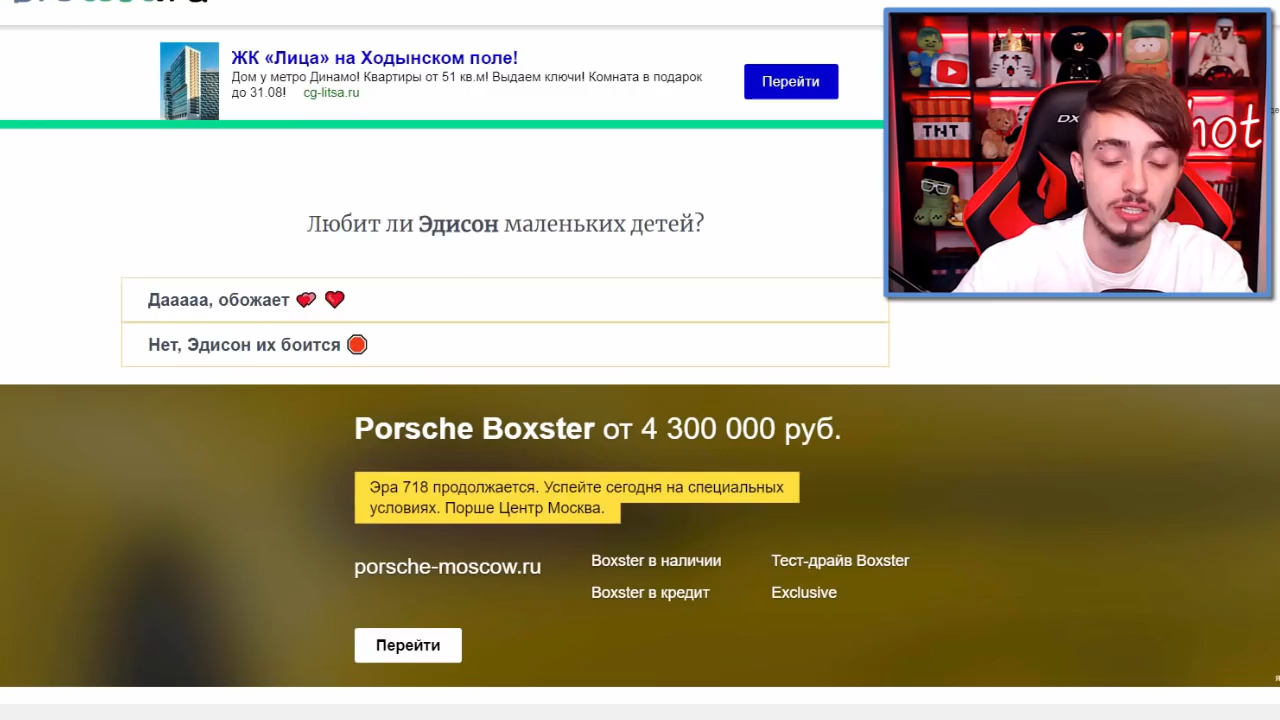 ЖК «Лица» на Ходынском поле!
Дом у метро Динамо! Квартиры от 51 кв.м! Выдаем ключи! Комната в подарок
до 31.08! cg-litsa.ru
Перейти
DX
hot
TNT
Любит ли Эдисон маленьких детей?
Дааааа, обожает
Нет, Эдисон их боится
Porsche Boxster от 4 300 000 руб.
Эра 718 продолжается. Успейте сегодня на специальных
условиях. Порше Центр Москва.
porsche-moscow.ru
Boxster в наличии
Тест-драйв Boxster
Boxster в кредит
Exclusive
Перейти